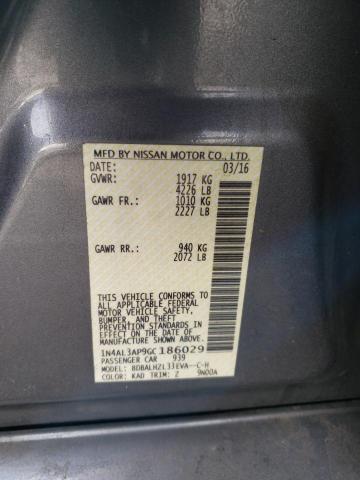 MFD BY NISSAN MOTOR CO., LTD.
DATE: 03/16
GVWR: 1917 KG
4226 LB
GAWR FR.: 1010 KG
2227 LB
GAWR RR.: 940 KG
2072 LB
THIS VEHICLE CONFORMS TO
ALL APPLICABLE FEDERAL
MOTOR VEHICLE SAFETY,
BUMPER, AND THEFT
PREVENTION STANDARDS IN
EFFECT ON THE DATE OF
MANUFACTURE SHOWN ABOVE.
1N4AL3AP9GC186029
PASSENGER CAR 939
MODEL: BDBALHZL33EVA--C-H
COLOR: KAD TRIM: Z 9N00A